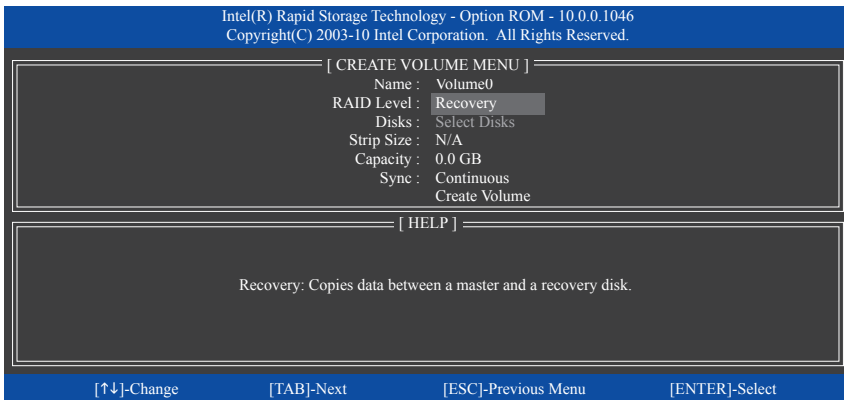 Intel(R) Rapid Storage Technology - Option ROM - 10.0.0.1046
Copyright(C) 2003-10 Intel Corporation. All Rights Reserved.
[ CREATE VOLUME MENU ]
Name : Volume0
RAID Level : Recovery
Disks : Select Disks
Strip Size : N/A
Capacity : 0.0 GB
Sync : Continuous
Create Volume
[ HELP ]
Recovery: Copies data between a master and a recovery disk.
[↑↓]-Change [TAB]-Next [ESC]-Previous Menu [ENTER]-Select